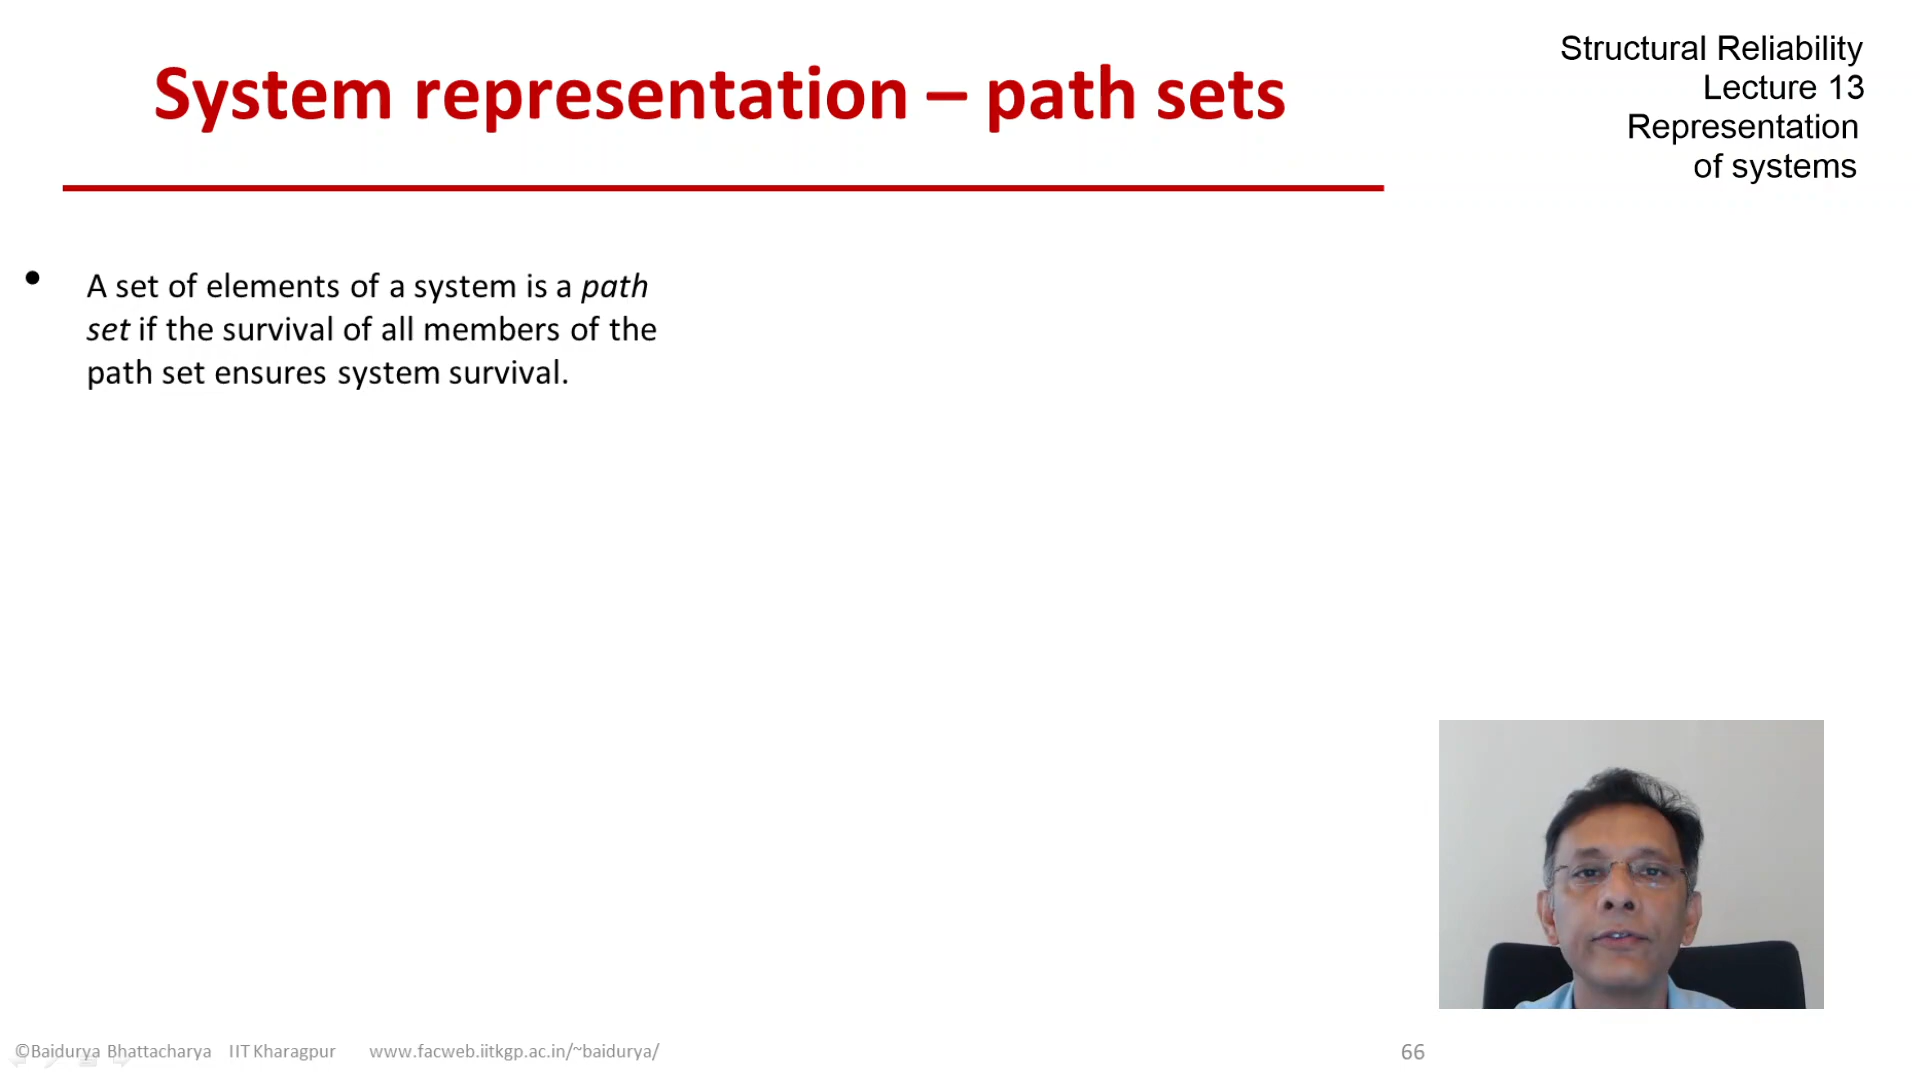 System representation – path sets
Structural Reliability
Lecture 13
Representation
of systems
• A set of elements of a system is a path
set if the survival of all members of the
path set ensures system survival.
©Baidurya Bhattacharya IIT Kharagpur www.facweb.iitkgp.ac.in/~baidurya/
66